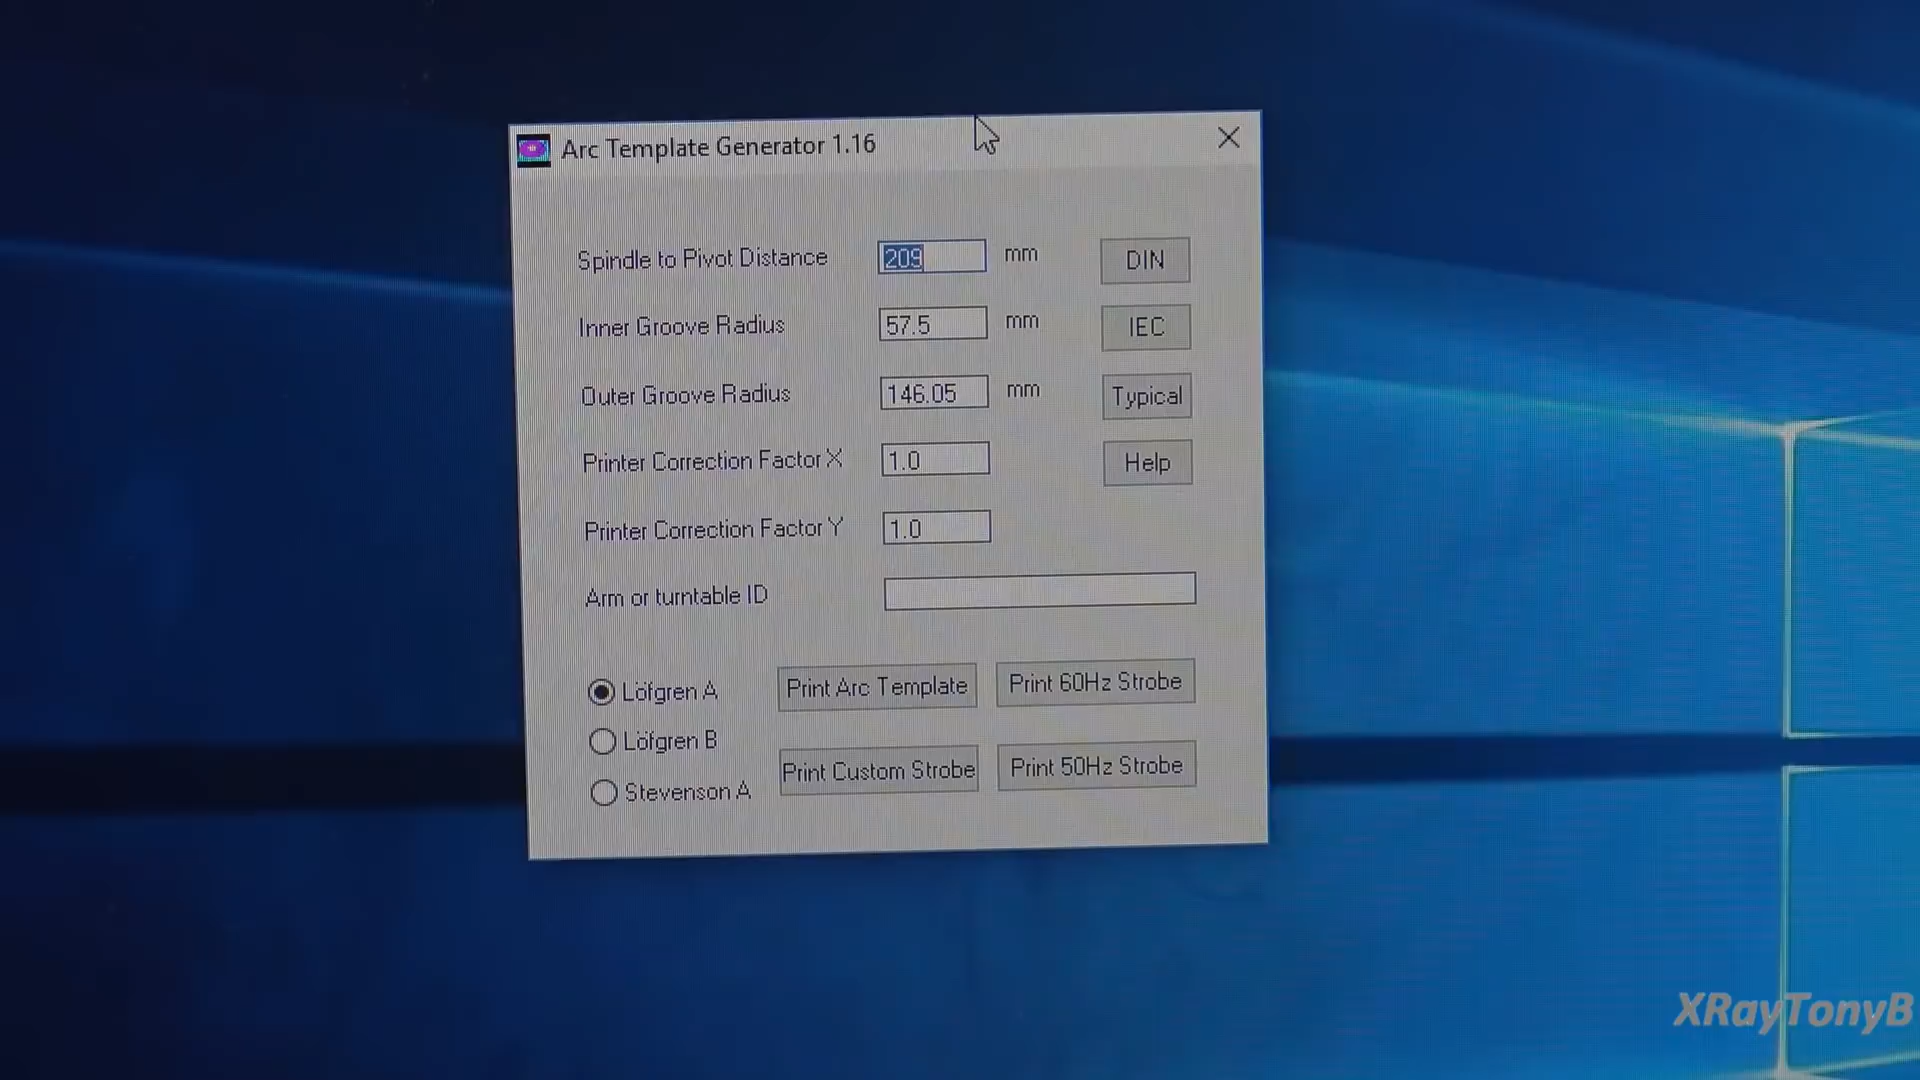 Arc Template Generator 1.16
Spindle to Pivot Distance 209 mm DIN
Inner Groove Radius 57.5 mm IEC
Outer Groove Radius 146.05 mm Typical
Printer Correction Factor X 1.0 Help
Printer Correction Factor Y 1.0
Arm or turntable ID
Löfgren A Print Arc Template Print 60Hz Strobe
Löfgren B
Print Custom Strobe Print 50Hz Strobe
Stevenson A
XRayTonyB